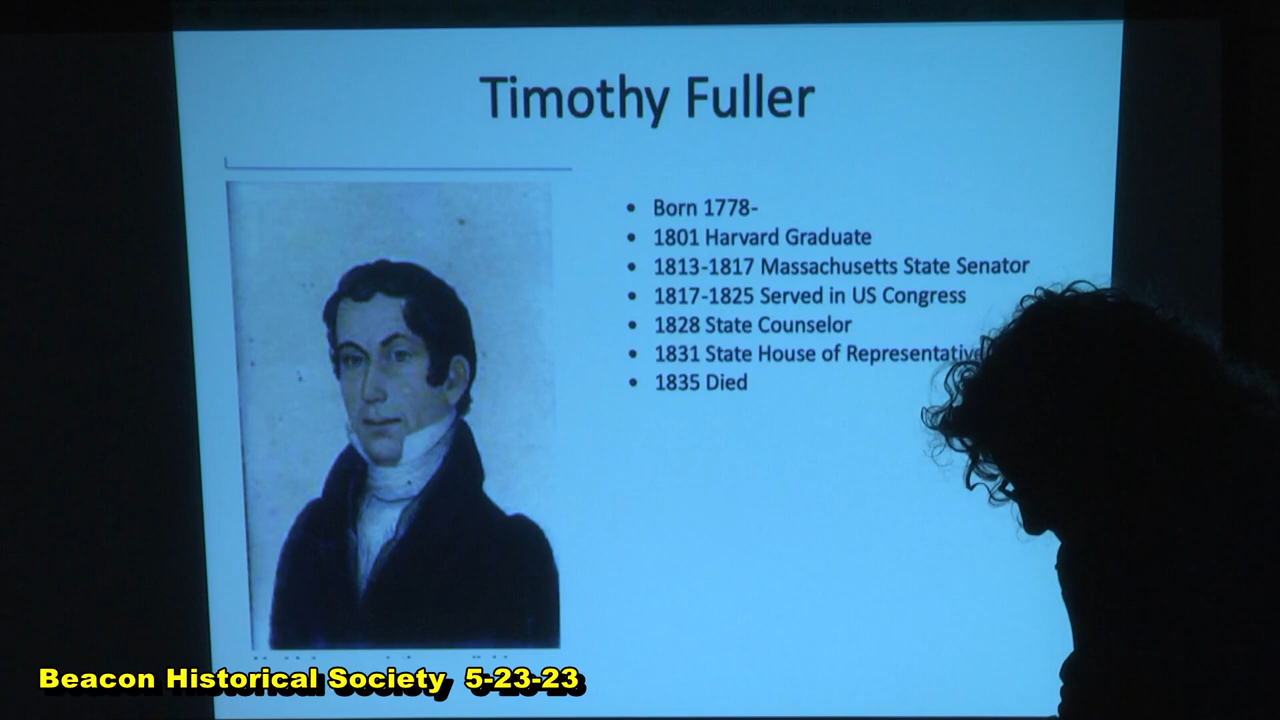 Timothy Fuller
• Born 1778-
• 1801 Harvard Graduate
• 1813-1817 Massachusetts State Senator
• 1817-1825 Served in US Congress
• 1828 State Counselor
• 1831 State House of Representative
• 1835 Died
Beacon Historical Society 5-23-23